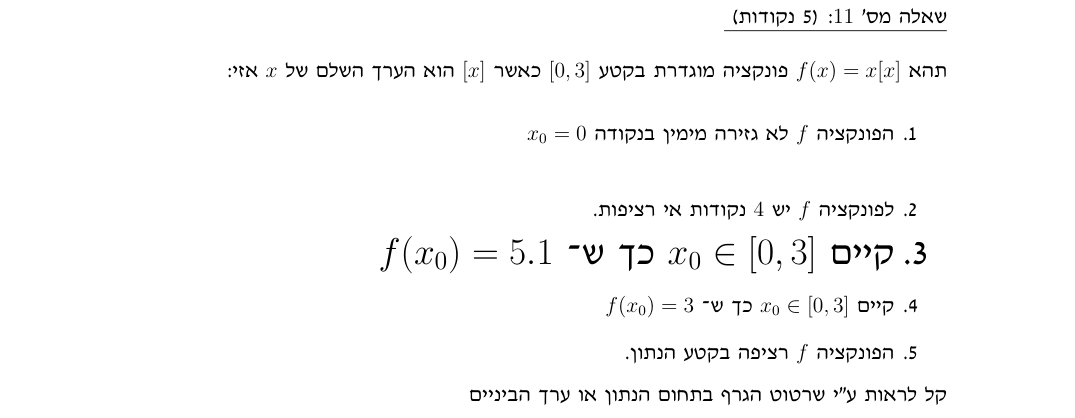 שאלה מס' 11: (5 נקודות)
תהא f(x) = x[x] פונקציה מוגדרת בקטע [0, 3] כאשר [x] הוא הערך השלם של x אזי:
1. הפונקציה f לא גזירה מימין בנקודה x₀ = 0
2. לפונקציה f יש 4 נקודות אי רציפות.
3. קיים x₀ ∈ [0, 3] כך ש־ f(x₀) = 5.1
4. קיים x₀ ∈ [0, 3] כך ש־ f(x₀) = 3
5. הפונקציה f רציפה בקטע הנתון.
קל לראות ע"י שרטוט הגרף בתחום הנתון או ערך הביניים